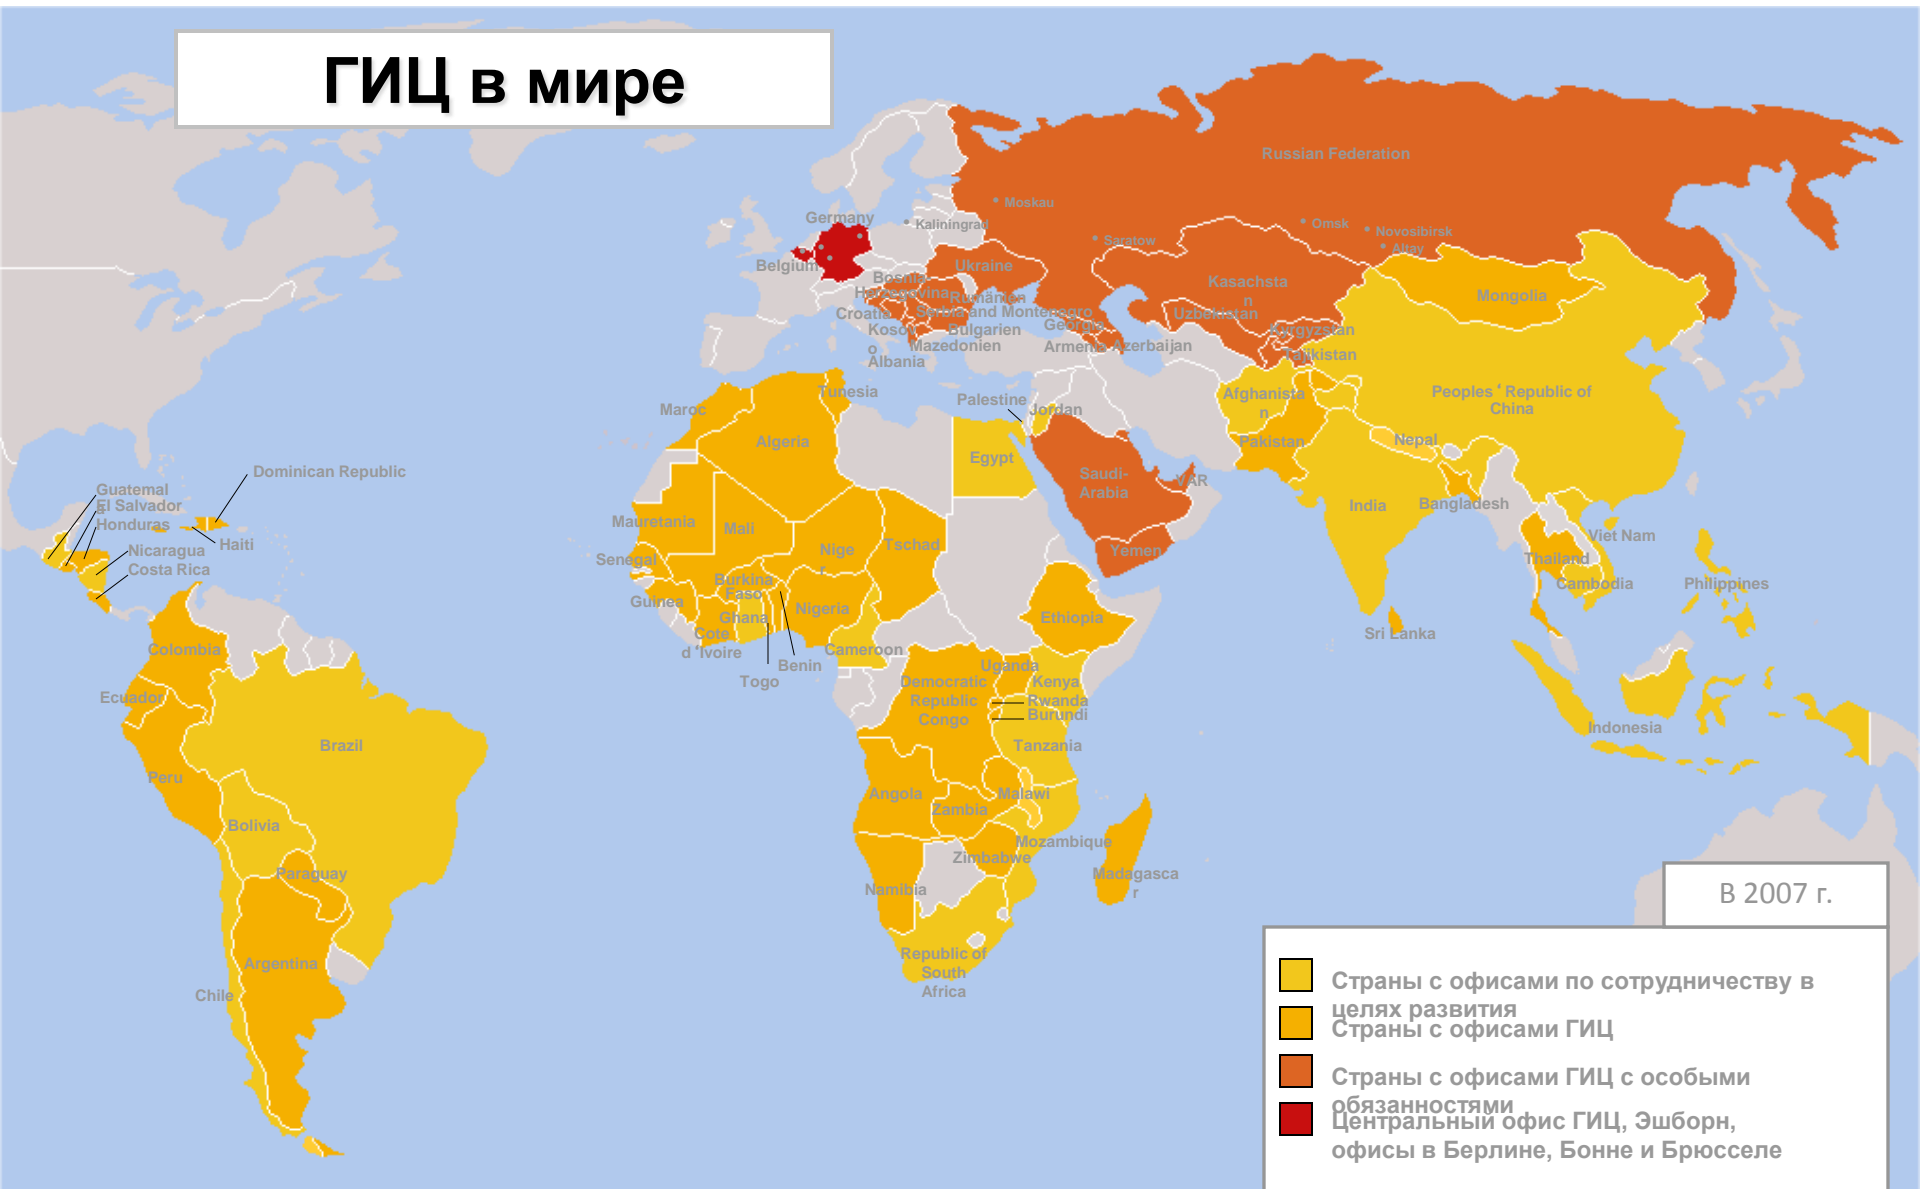 ГИЦ в мире
Russian Federation
Moskau
Germany
Kaliningrad
Omsk
Novosibirsk
Saratow
Altay
Belgium
Ukraine
Bosnia-
Herzegovina
Kasachsta
n
Rumänien
Mongolia
Croatia
Serbia and Montenegro
Uzbekistan
Georgia
Kosov
o
Bulgarien
Kyrgyzstan
Mazedonien
Armenia
Azerbaijan
Tajikistan
Albania
Tunesia
Palestine
Jordan
Afghanista
n
Peoples ‘ Republic of
China
Maroc
Algeria
Pakistan
Nepal
Egypt
Saudi-
Arabia
VAR
Dominican Republic
Guatemal
a
El Salvador
Honduras
India
Bangladesh
Mauretania
Mali
Viet Nam
Haiti
Nicaragua
Costa Rica
Nige
r
Tschad
Yemen
Senegal
Thailand
Burkina
Faso
Cambodia
Philippines
Guinea
Ghana
Nigeria
Ethiopia
Cote
d ‘Ivoire
Sri Lanka
Colombia
Benin
Cameroon
Togo
Uganda
Democratic
Republic
Congo
Kenya
Rwanda
Burundi
Ecuador
Indonesia
Brazil
Tanzania
Peru
Angola
Malawi
Zambia
Bolivia
Mozambique
Zimbabwe
Paraguay
Madagasca
r
Namibia
Republic of
South
Africa
Argentina
Chile
В 2007 г.
Страны с офисами по сотрудничеству в
целях развития
Страны с офисами ГИЦ
Страны с офисами ГИЦ с особыми
обязанностями
Центральный офис ГИЦ, Эшборн,
офисы в Берлине, Бонне и Брюсселе